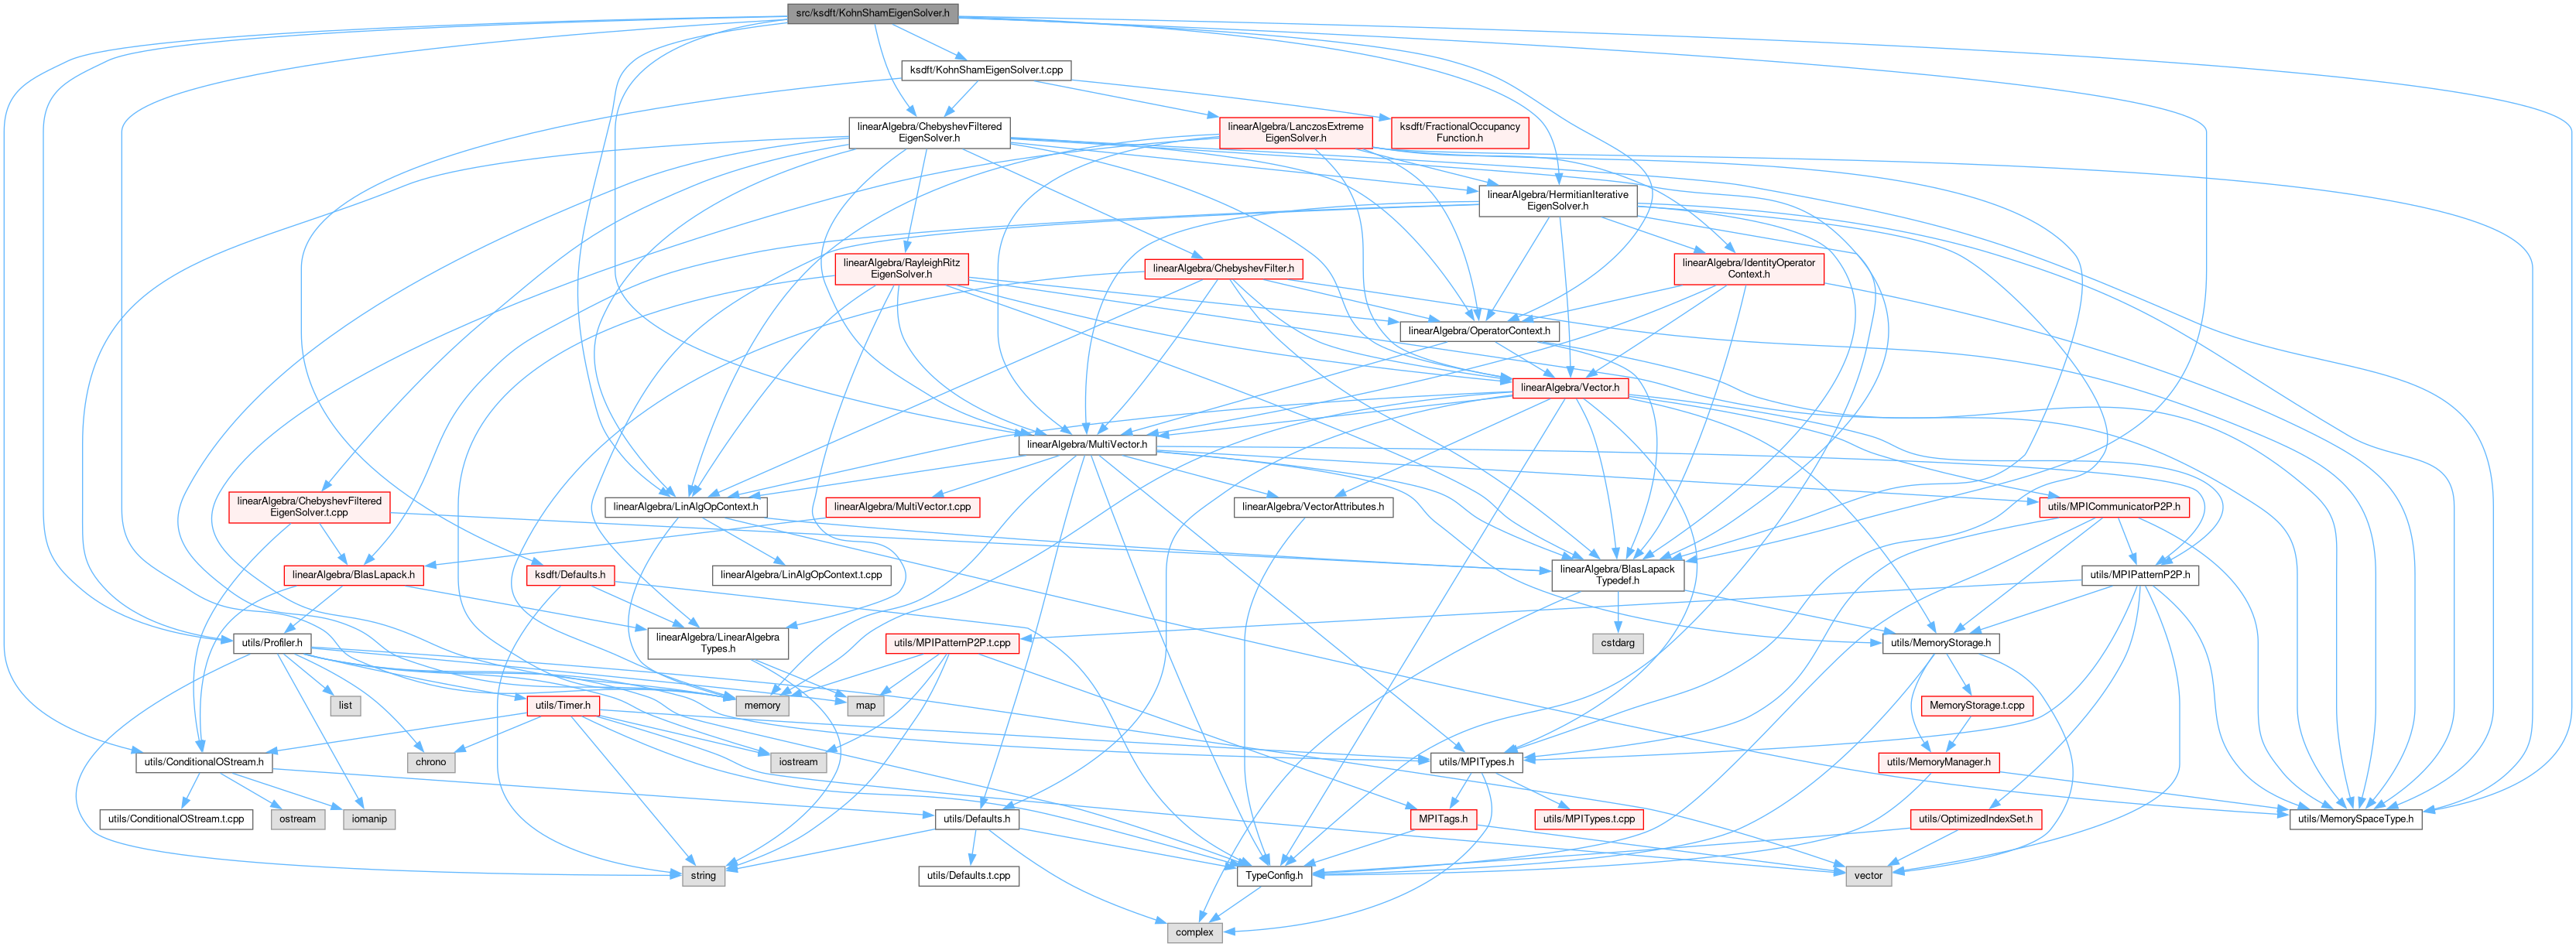 src/ksdft/KohnShamEigenSolver.h
ksdft/KohnShamEigenSolver.t.cpp
linearAlgebra/ChebyshevFiltered
EigenSolver.h
linearAlgebra/LanczosExtreme
EigenSolver.h
ksdft/FractionalOccupancy
Function.h
linearAlgebra/HermitianIterative
EigenSolver.h
linearAlgebra/RayleighRitz
EigenSolver.h
linearAlgebra/ChebyshevFilter.h
linearAlgebra/IdentityOperator
Context.h
linearAlgebra/OperatorContext.h
linearAlgebra/Vector.h
linearAlgebra/MultiVector.h
linearAlgebra/ChebyshevFiltered
EigenSolver.t.cpp
linearAlgebra/LinAlgOpContext.h
linearAlgebra/MultiVector.t.cpp
linearAlgebra/VectorAttributes.h
utils/MPICommunicatorP2P.h
linearAlgebra/BlasLapack.h
ksdft/Defaults.h
linearAlgebra/LinAlgOpContext.t.cpp
linearAlgebra/BlasLapack
Typedef.h
utils/MPIPatternP2P.h
utils/Profiler.h
linearAlgebra/LinearAlgebra
Types.h
utils/MPIPatternP2P.t.cpp
cstdarg
utils/MemoryStorage.h
list
utils/Timer.h
memory
map
MemoryStorage.t.cpp
utils/ConditionalOStream.h
chrono
iostream
utils/MPITypes.h
utils/MemoryManager.h
utils/ConditionalOStream.t.cpp
ostream
iomanip
utils/Defaults.h
MPITags.h
utils/MPITypes.t.cpp
utils/OptimizedIndexSet.h
utils/MemorySpaceType.h
string
utils/Defaults.t.cpp
TypeConfig.h
vector
complex